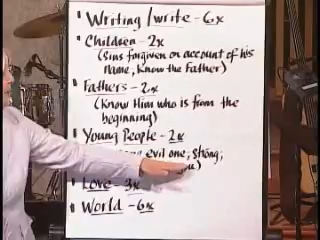 Writing/write - 6x
Children - 2x
(Sins forgiven on account of his
name, Know the Father)
Fathers - 2x
(Know Him who is from the
beginning)
Young People - 2x
evil one; Strong;
Love - 3x
World - 6x